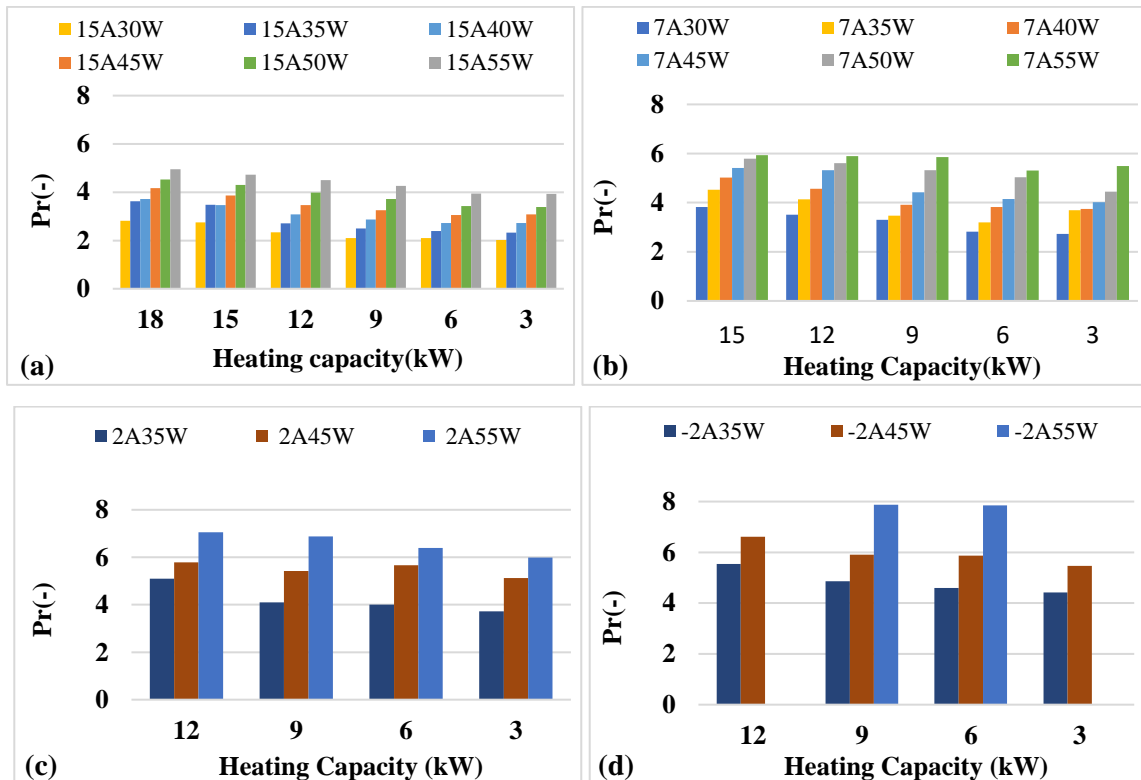 15A30W 15A35W 15A40W
15A45W 15A50W 15A55W
8
6
4
2
0
Pr(-)
18 15 12 9 6 3
Heating capacity(kW)
(a)
7A30W 7A35W 7A40W
7A45W 7A50W 7A55W
8
6
4
2
0
Pr(-)
15 12 9 6 3
Heating Capacity(kW)
(b)
2A35W 2A45W 2A55W
8
6
4
2
0
Pr(-)
12 9 6 3
Heating Capacity (kW)
(c)
-2A35W -2A45W -2A55W
8
6
4
2
0
Pr(-)
12 9 6 3
Heating Capacity (kW)
(d)